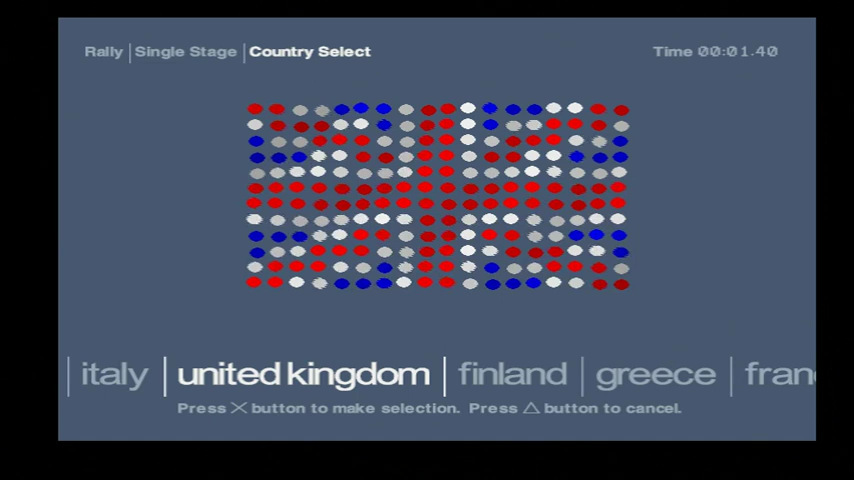 Rally | Single Stage | Country Select
Time 00:01.40
italy | united kingdom | finland | greece | fran
Press X button to make selection. Press △ button to cancel.